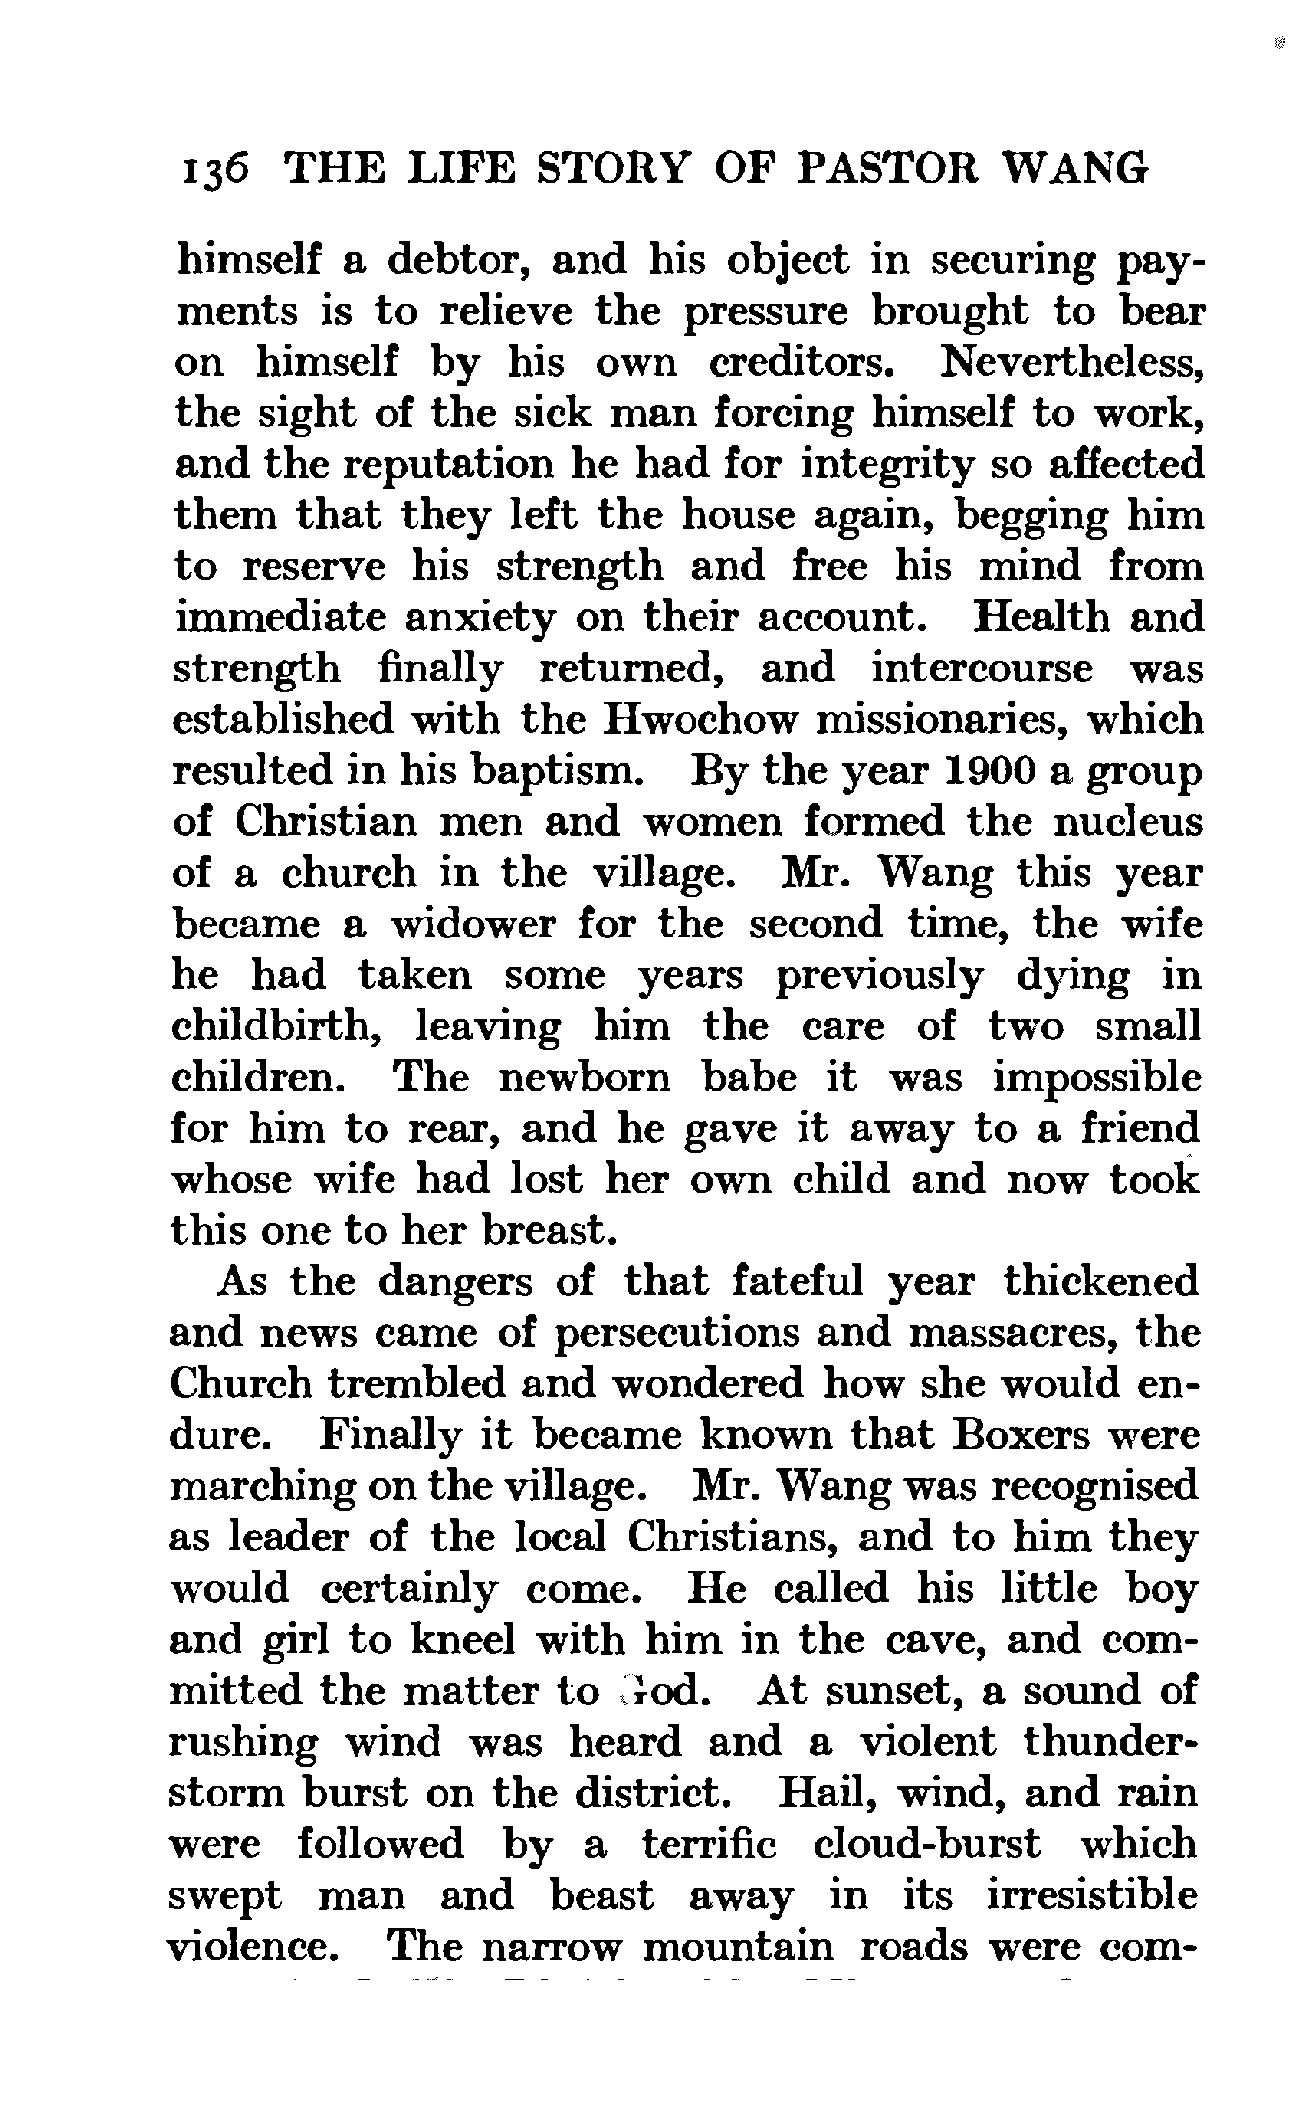 136 THE LIFE STORY OF PASTOR WANG
himself a debtor, and his object in securing pay-
ments is to relieve the pressure brought to bear
on himself by his own creditors. Nevertheless,
the sight of the sick man forcing himself to work,
and the reputation he had for integrity so affected
them that they left the house again, begging him
to reserve his strength and free his mind from
immediate anxiety on their account. Health and
strength finally returned, and intercourse was
established with the Hwochow missionaries, which
resulted in his baptism. By the year 1900 a group
of Christian men and women formed the nucleus
of a church in the village. Mr. Wang this year
became a widower for the second time, the wife
he had taken some years previously dying in
childbirth, leaving him the care of two small
children. The newborn babe it was impossible
for him to rear, and he gave it away to a friend
whose wife had lost her own child and now took
this one to her breast.
As the dangers of that fateful year thickened
and news came of persecutions and massacres, the
Church trembled and wondered how she would en-
dure. Finally it became known that Boxers were
marching on the village. Mr. Wang was recognised
as leader of the local Christians, and to him they
would certainly come. He called his little boy
and girl to kneel with him in the cave, and com-
mitted the matter to God. At sunset, a sound of
rushing wind was heard and a violent thunder-
storm burst on the district. Hail, wind, and rain
were followed by a terrific cloud-burst which
swept man and beast away in its irresistible
violence. The narrow mountain roads were com-